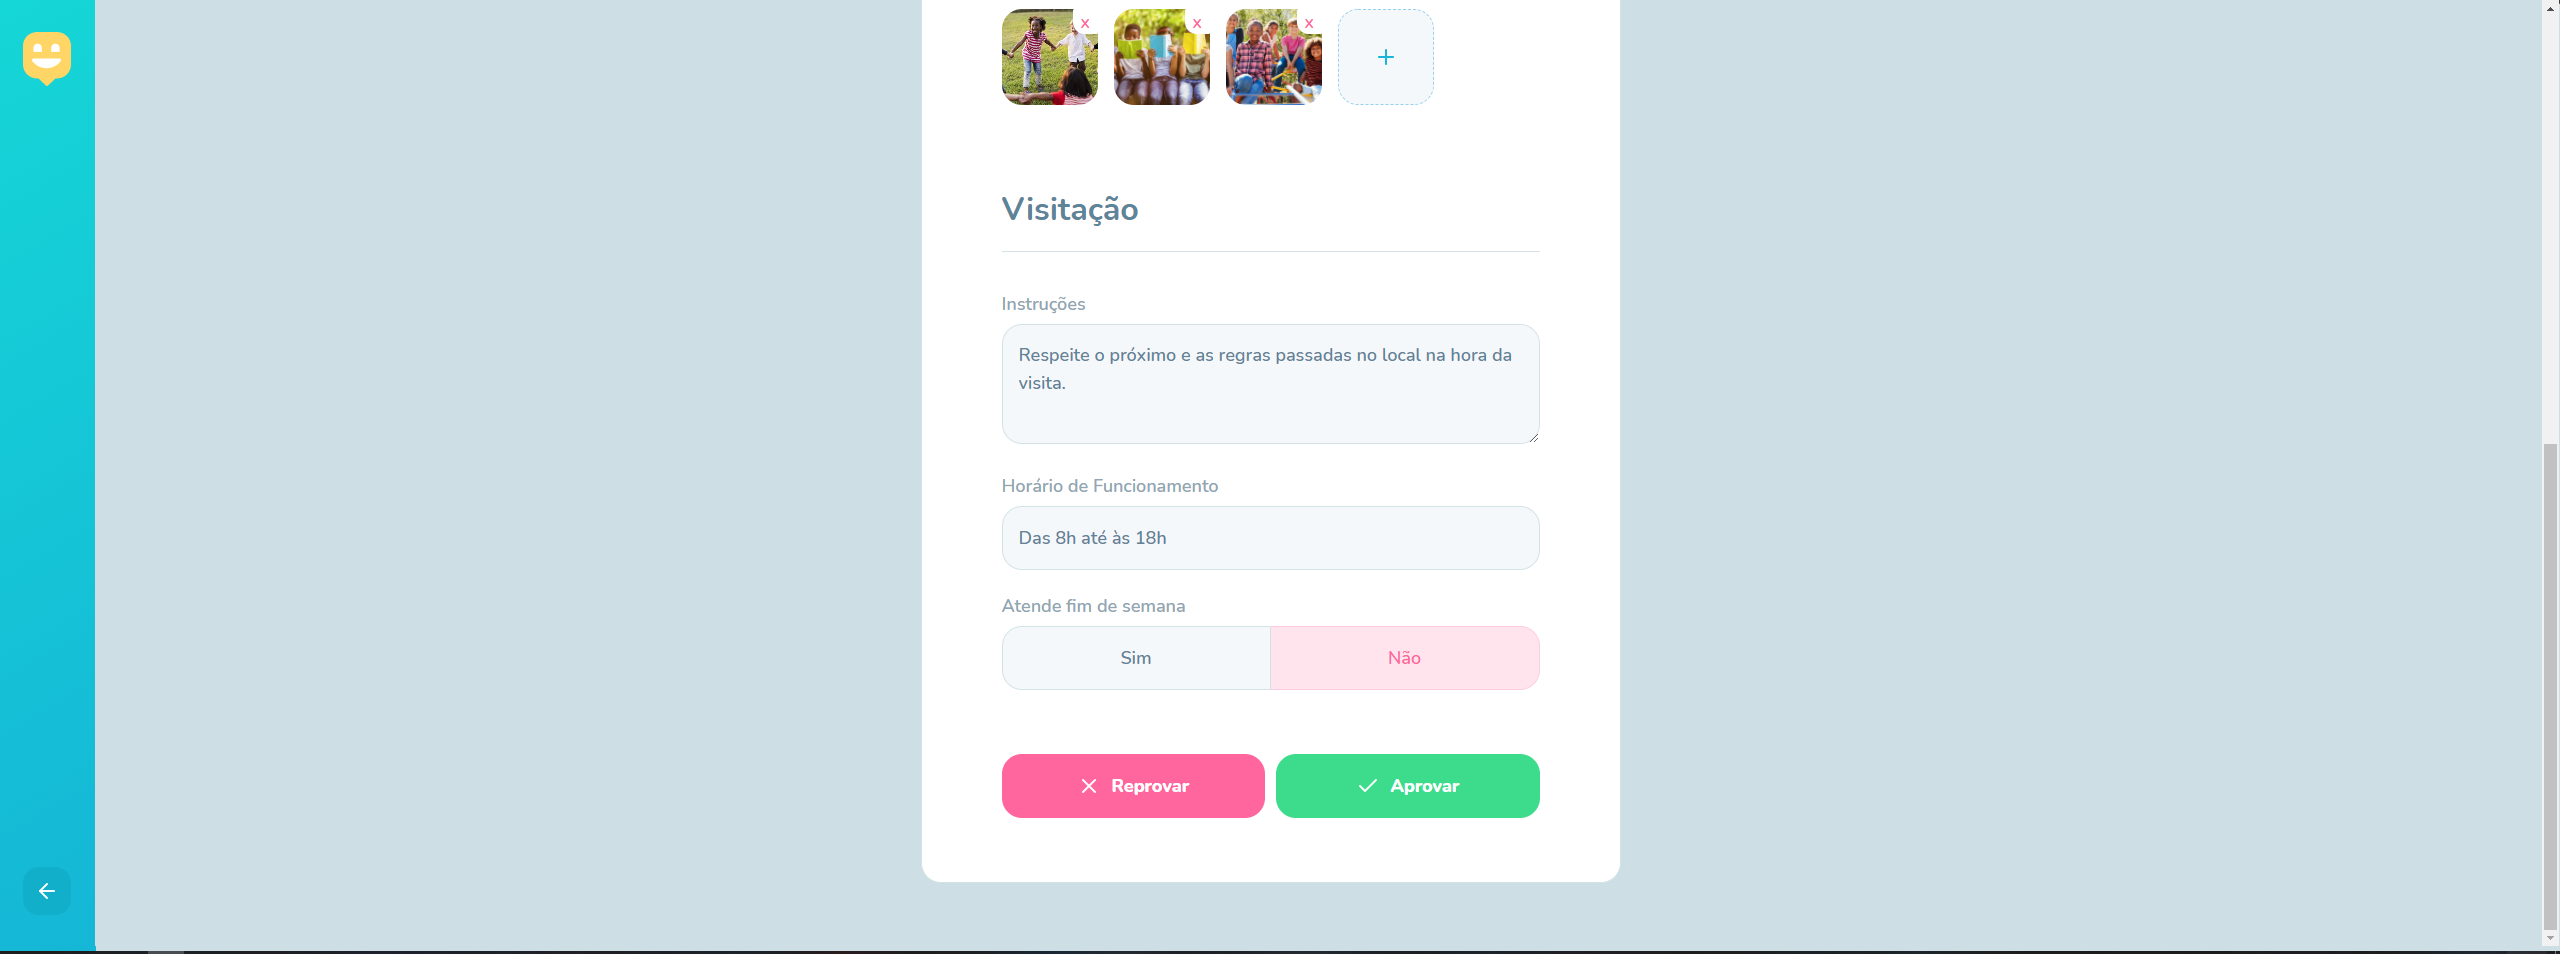 x x x
+
Visitação
Instruções
Respeite o próximo e as regras passadas no local na hora da
visita.
Horário de Funcionamento
Das 8h até às 18h
Atende fim de semana
Sim Não
Reprovar Aprovar